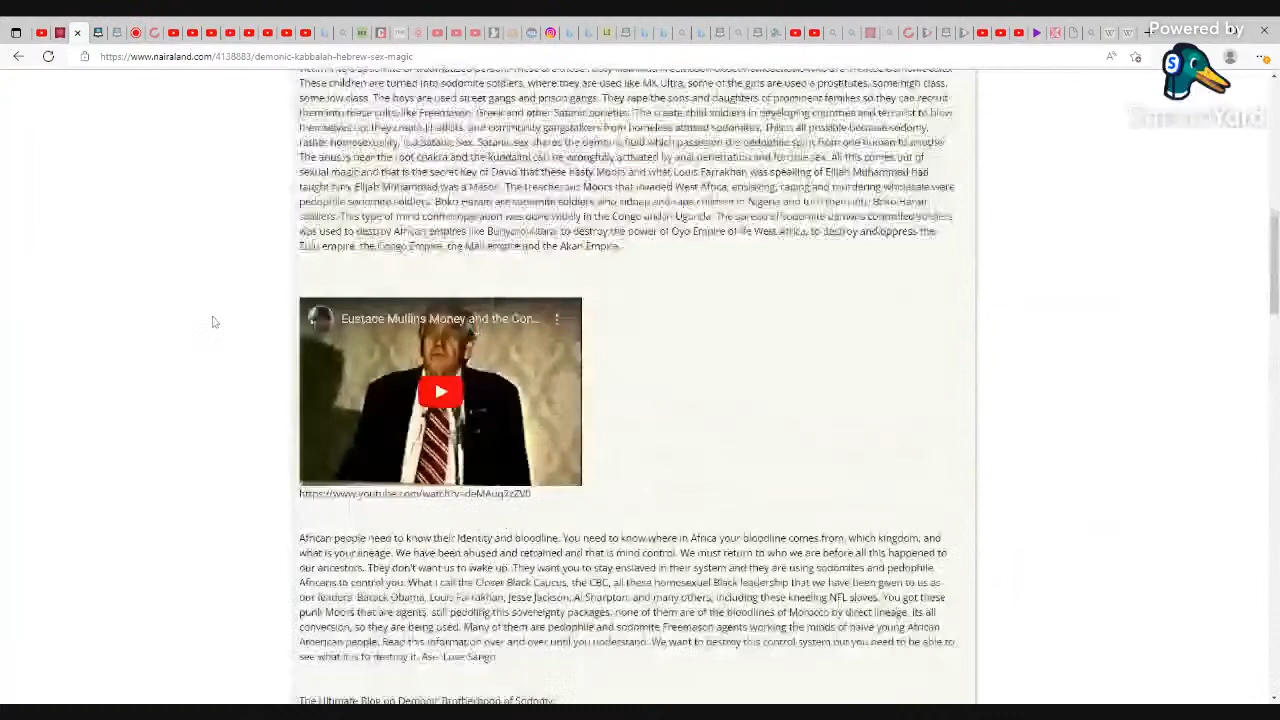 Powered by
https://www.nairaland.com/4138883/demonic-kabbalah-hebrew-sex-magic
These children are turned into sodomite soldiers, where they are used like MK Ultra, some of the girls are used a prostitutes, some high class,
some low class. The boys are used street gangs and prison gangs. They rape the sons and daughters of prominent families so they can recruit
them into these cults, like Freemason, Greek and other Satanic societies. The create child soldiers in developing countries and terrorist to blow
themselves up, they create and community gangstalkers from homeless abused sodomites. This is all possible because sodomy,
rather homosexuality, is a Satanic Sex. Satanic sex shares the demonic fluid which passes on the pedophile spirit from one human to another
The anus is near the root chakra and the kundalini can be wrongfully activated by anal penetration and forcible sex. All this comes out of
sexual magic and that is the secret Key of David that these nasty Moors and what Louis Farrakhan was speaking of Elijah Muhammad had
taught him. Elijah Muhammad was a Mason. The treacherous Moors that invaded West Africa, enslaving, raping and murdering wholesale were
pedophile sodomite soldiers. Boko Haram are sodomite soldiers who kidnap and rape children in Nigeria and turn them into Boko Haram
soldiers. This type of mind control operation was done widely in the Congo and in Uganda. The spread of sodomite demonic controlled soldiers
was used to destroy African empires like Bunyoro-Kitara, to destroy the power of Oyo Empire of Ife West Africa, to destroy and oppress the
Zulu empire, the Congo Empire, the Mali empire and the Akan Empire.
Eustace Mullins Money and the Con...
https://www.youtube.com/watch?v=
African people need to know their Identity and bloodline. You need to know where in Africa your bloodline comes from, which kingdom, and
what is your lineage. We have been abused and retrained and that is mind control. We must return to who we are before all this happened to
our ancestors. They don't want us to wake up. They want you to stay enslaved in their system and they are using sodomites and pedophile
Africans to control you. What I call the Closer Black Caucus, the CBC, all these homosexual Black leadership that we have been given to us as
our leaders. Barack Obama, Louis Farrakhan, Jesse Jackson, Al Sharpton, and many others, including these kneeling NFL slaves. You got these
punk Moors that are agents, still peddling this sovereignty packages, none of them are of the bloodlines of Morocco by direct lineage, its all
conversion, so they are being used. Many of them are pedophile and sodomite Freemason agents working the minds of naive young African
American people. Read this information over and over until you understand. We want to destroy this control system but you need to be able to
see what it is to destroy it. Ase- Love Sango
The Ultimate Blog on Demonic Brotherhood of Sodomy: